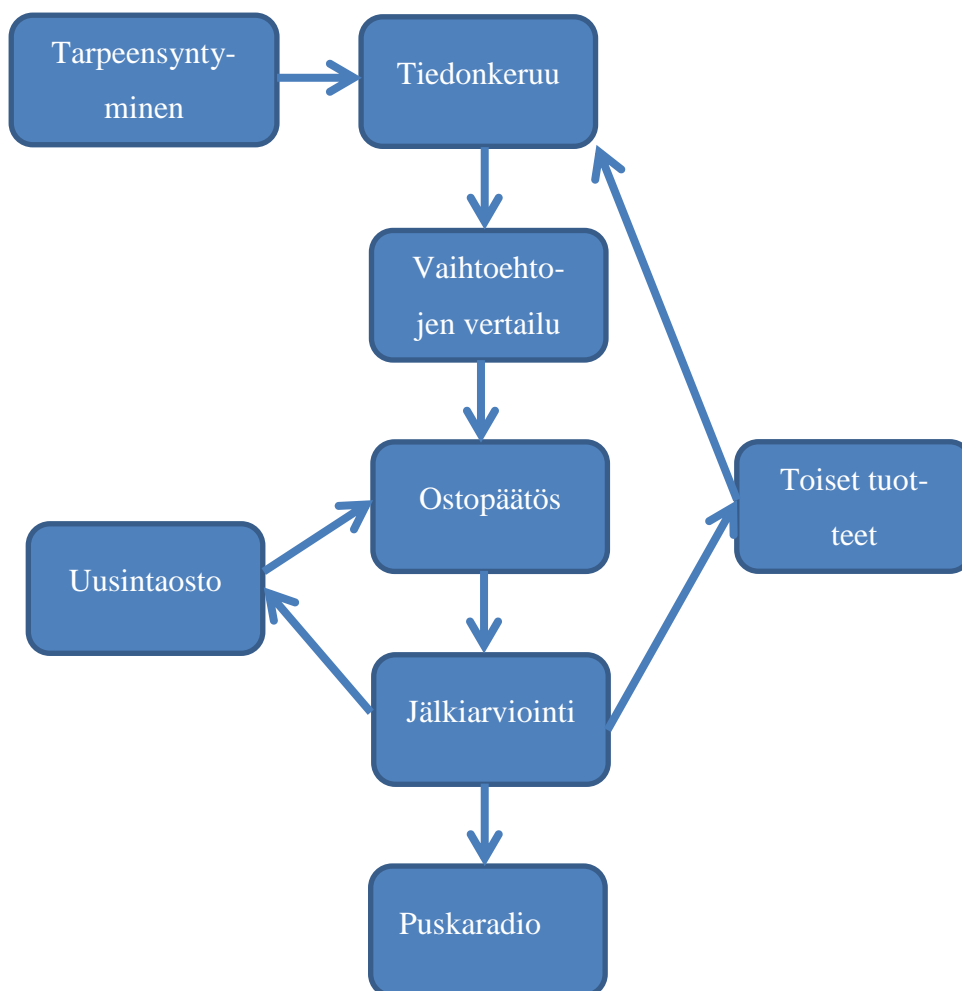 Tarpeensynty-
minen
Tiedonkeruu
Vaihtoehto-
jen vertailu
Ostopäätös
Toiset tuot-
teet
Uusintaosto
Jälkiarviointi
Puskaradio